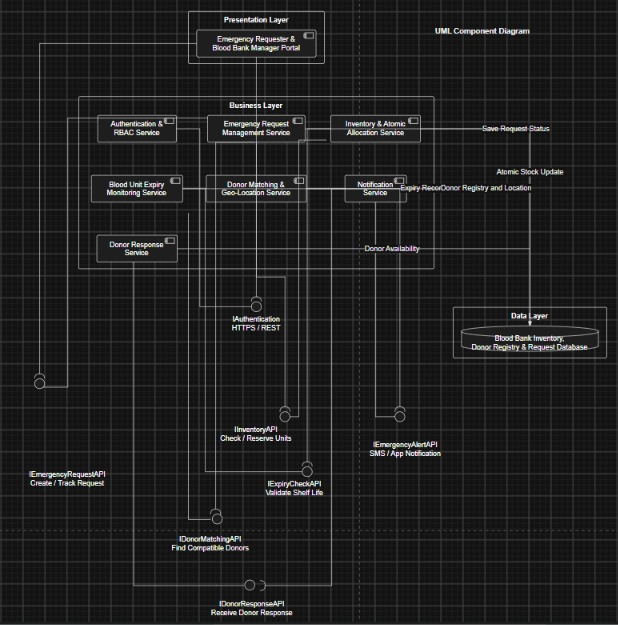 Presentation Layer
UML Component Diagram
Emergency Requester &
Blood Bank Manager Portal
Business Layer
Authentication &
RBAC Service
Emergency Request
Management Service
Inventory & Atomic
Allocation Service
Save Request Status
Atomic Stock Update
Blood Unit Expiry
Monitoring Service
Donor Matching &
Geo-Location Service
Notification
Service
Expiry RecorDonor Registry and Location
Donor Response
Service
Donor Availability
Data Layer
Blood Bank Inventory,
Donor Registry & Request Database
IAuthentication
HTTPS / REST
IInventoryAPI
Check / Reserve Units
IEmergencyAlertAPI
SMS / App Notification
IEmergencyRequestAPI
Create / Track Request
IExpiryCheckAPI
Validate Shelf Life
IDonorMatchingAPI
Find Compatible Donors
IDonorResponseAPI
Receive Donor Response